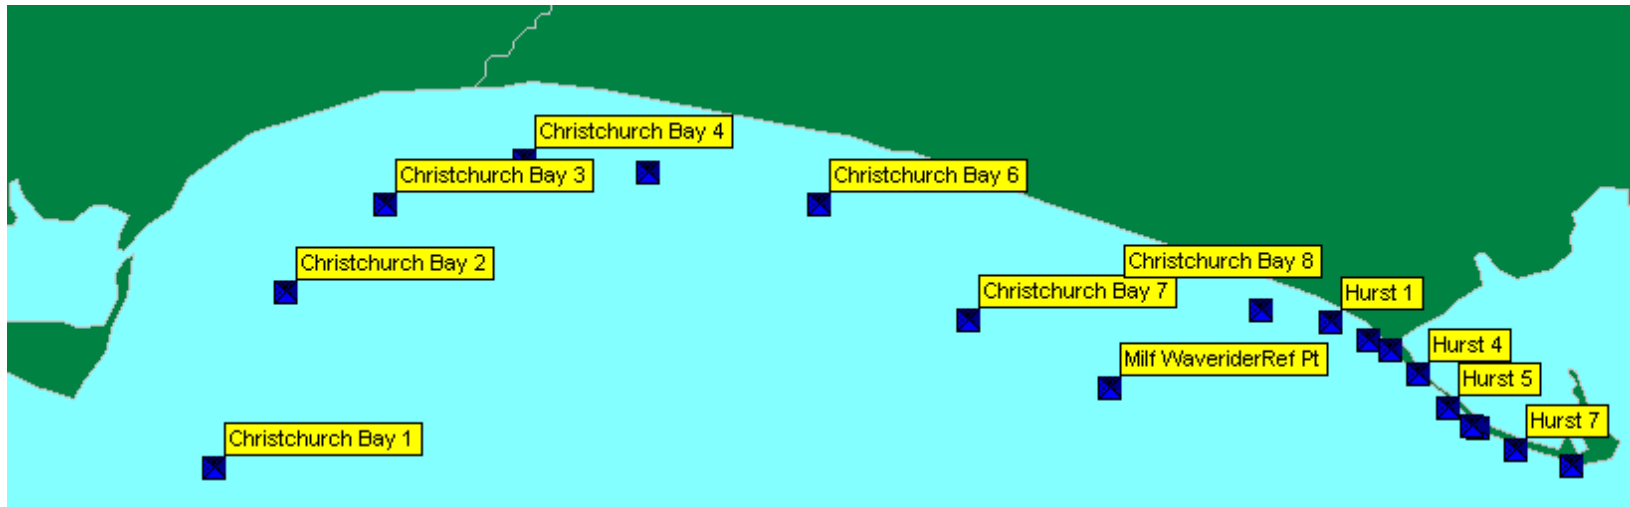 Christchurch Bay 4
Christchurch Bay 3
Christchurch Bay 6
Christchurch Bay 2
Christchurch Bay 8
Christchurch Bay 7
Hurst 1
Milf WaveriderRef Pt
Hurst 4
Hurst 5
Hurst 7
Christchurch Bay 1